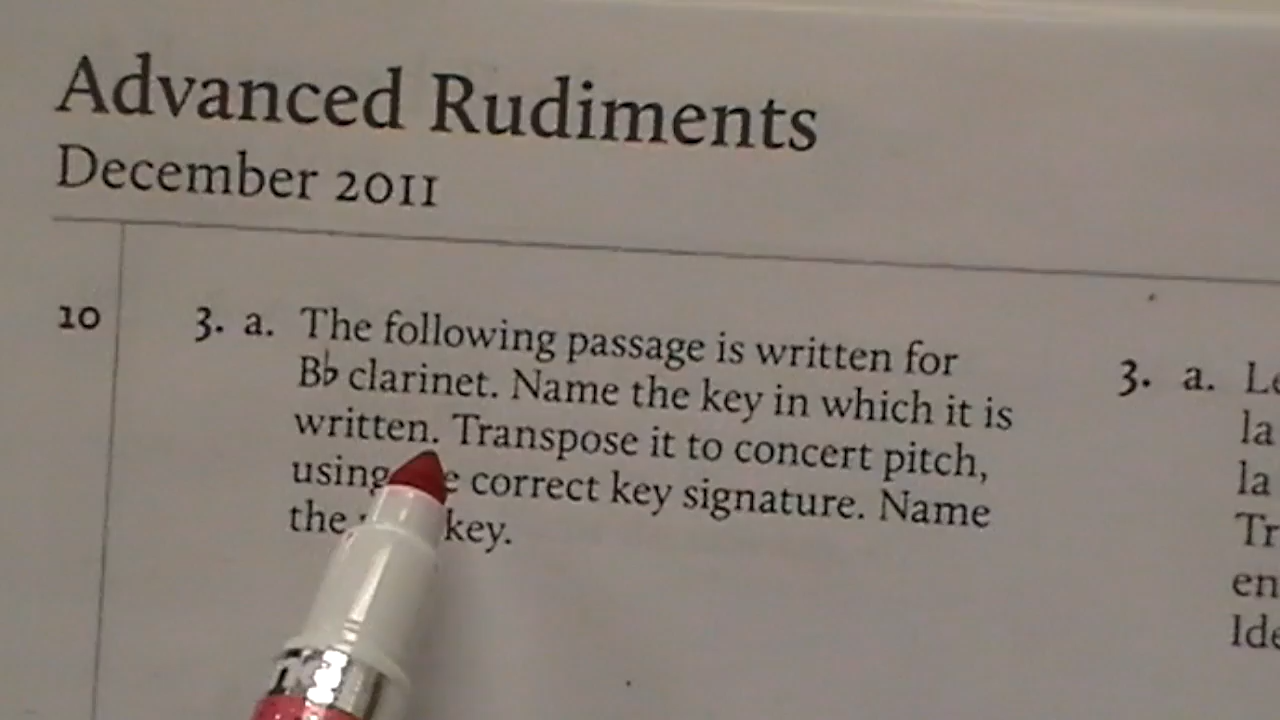 Advanced Rudiments
December 2011
10
3. a. The following passage is written for
B♭ clarinet. Name the key in which it is
written. Transpose it to concert pitch,
using correct key signature. Name
the key.
3. a. Le
la
la
Tr
en
Ide